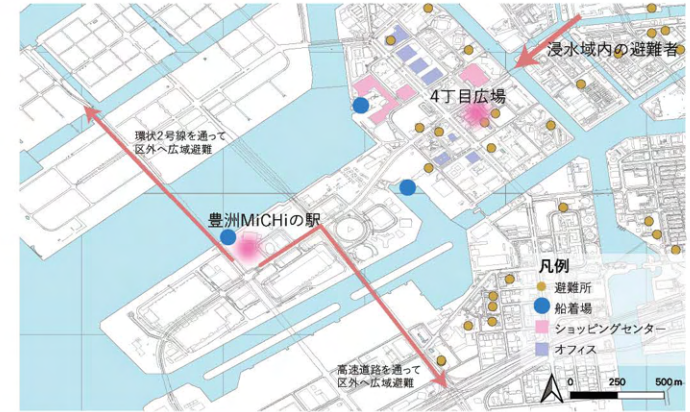 浸水域内の避難者
4丁目広場
環状2号線を通って
区外へ広域避難
豊洲MiCHiの駅
高速道路を通って
区外へ広域避難
凡例
避難所
船着場
ショッピングセンター
オフィス
0 250 500 m